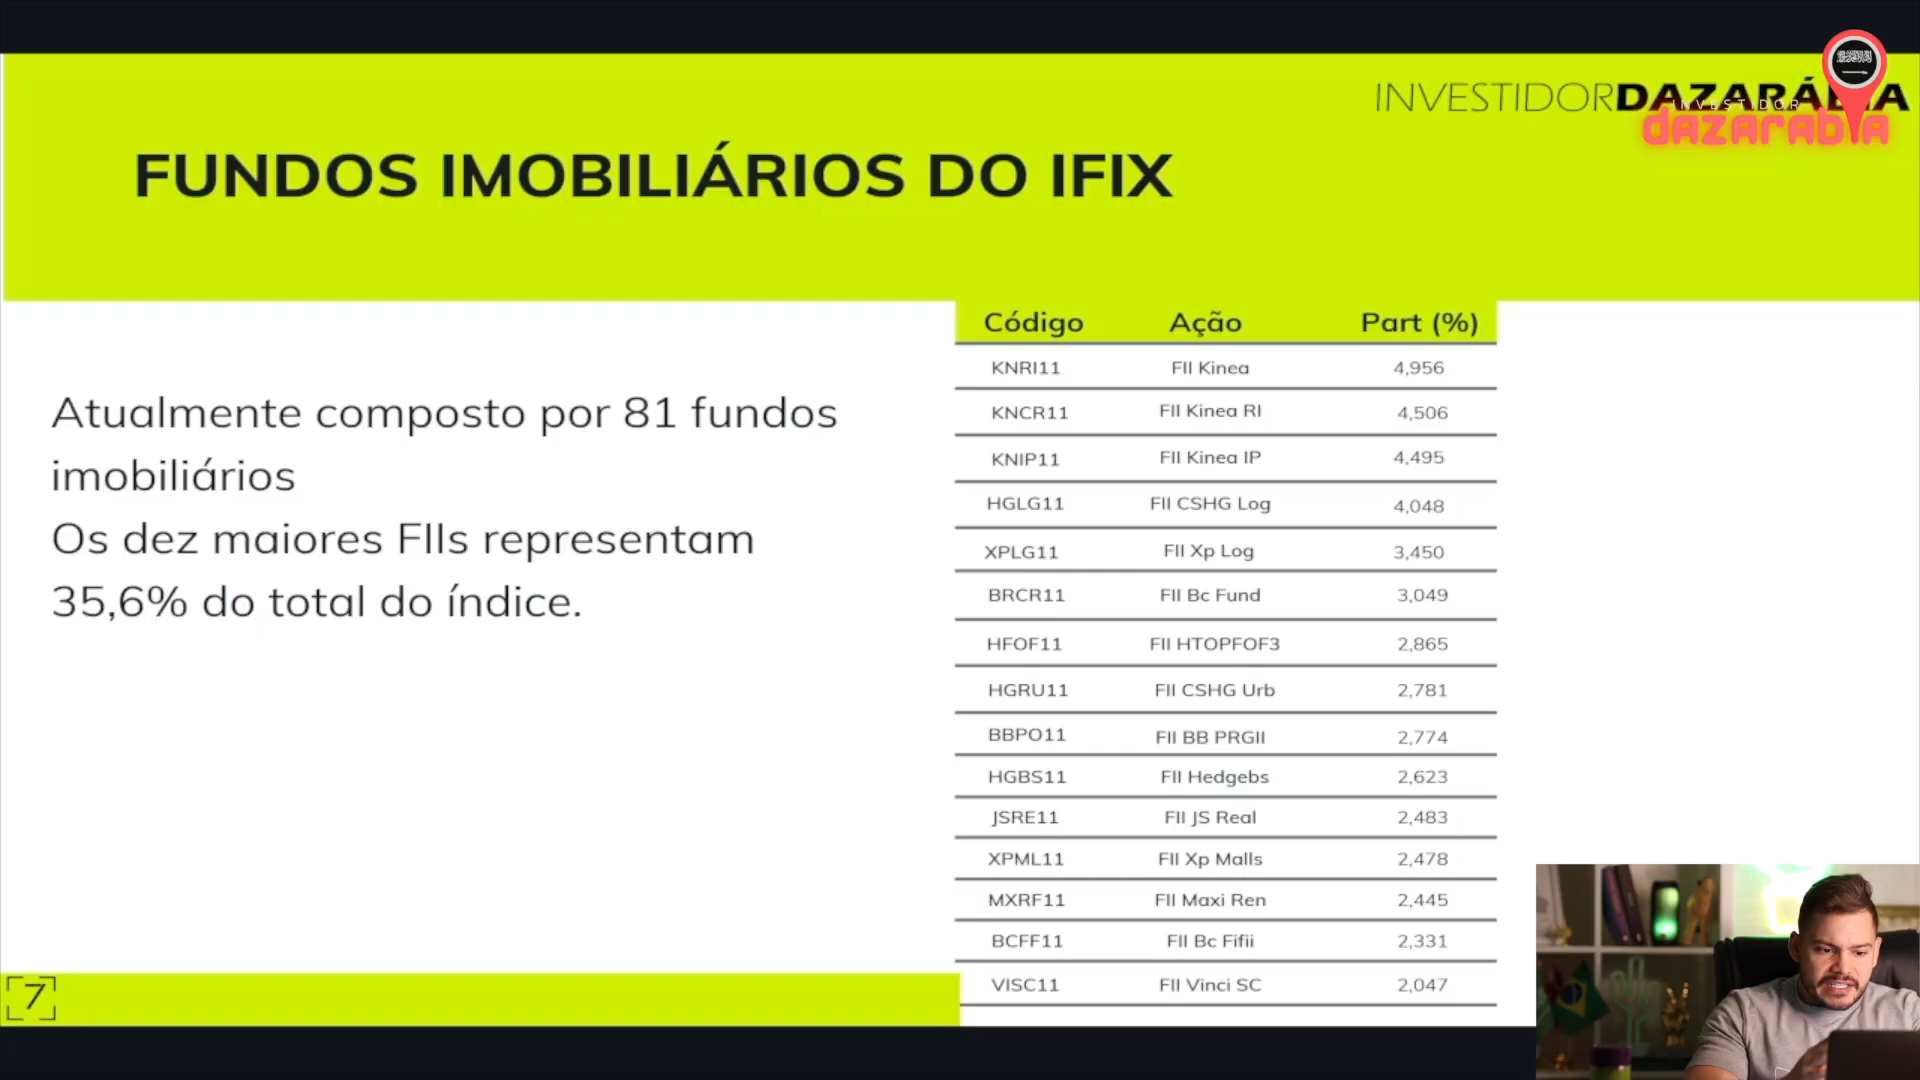 INVESTIDORDAZARÁBIA
INVESTIDOR
dazarabia
FUNDOS IMOBILIÁRIOS DO IFIX
Atualmente composto por 81 fundos
imobiliários
Os dez maiores FIIs representam
35,6% do total do índice.
Código Ação Part (%)
KNRI11 FII Kinea 4,956
KNCR11 FII Kinea RI 4,506
KNIP11 FII Kinea IP 4,495
HGLG11 FII CSHG Log 4,048
XPLG11 FII Xp Log 3,450
BRCR11 FII Bc Fund 3,049
HFOF11 FII HTOPFOF3 2,865
HGRU11 FII CSHG Urb 2,781
BBPO11 FII BB PRGII 2,774
HGBS11 FII Hedgebs 2,623
JSRE11 FII JS Real 2,483
XPML11 FII Xp Malls 2,478
MXRF11 FII Maxi Ren 2,445
BCFF11 FII Bc Fifii 2,331
VISC11 FII Vinci SC 2,047
7